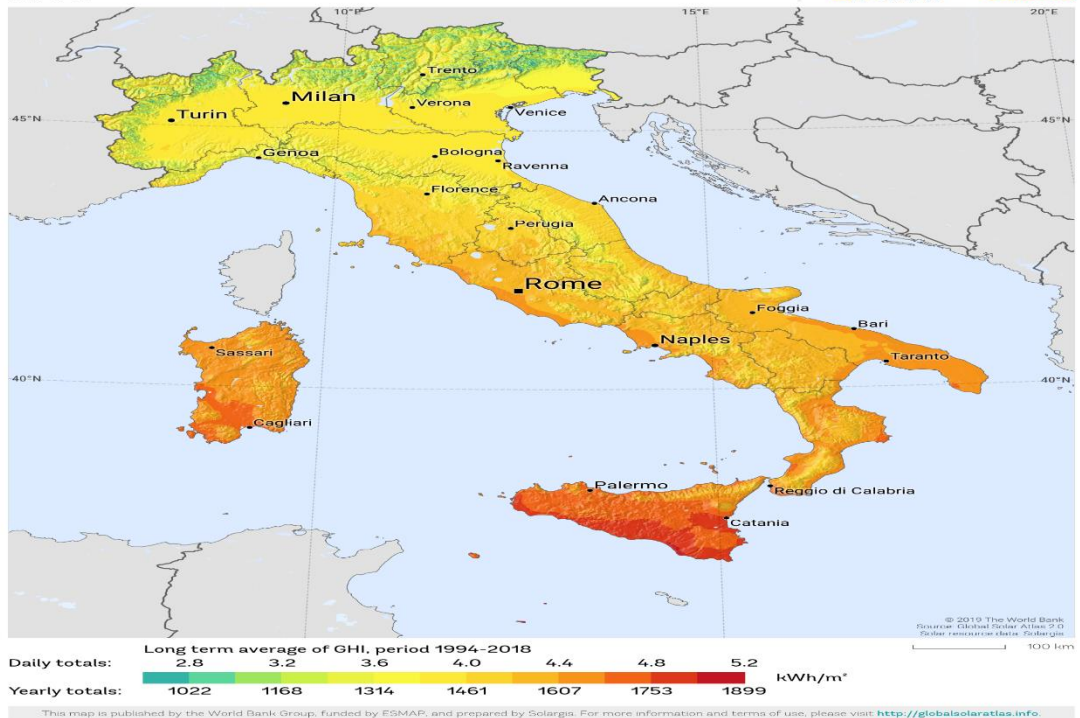 10°E 15°E 20°E
Trento
Milan
Verona
Turin
Venice
45°N 45°N
Genoa
Bologna
Ravenna
Florence
Ancona
Perugia
Rome
Foggia
Bari
Naples
Sassari
Taranto
40°N 40°N
Cagliari
Palermo
Reggio di Calabria
Catania
© 2019 The World Bank
Source: Global Solar Atlas 2.0
Solar resource data: Solargis
100 km
Long term average of GHI, period 1994-2018
Daily totals: 2.8 3.2 3.6 4.0 4.4 4.8 5.2
kWh/m²
Yearly totals: 1022 1168 1314 1461 1607 1753 1899
This map is published by the World Bank Group, funded by ESMAP, and prepared by Solargis. For more information and terms of use, please visit http://globalsolaratlas.info.